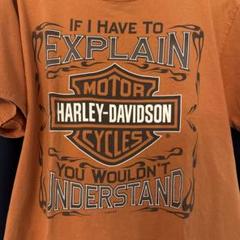 IF I HAVE TO
EXPLAIN
MOTOR
HARLEY-DAVIDSON
CYCLES
YOU WOULDN'T
UNDERSTAND